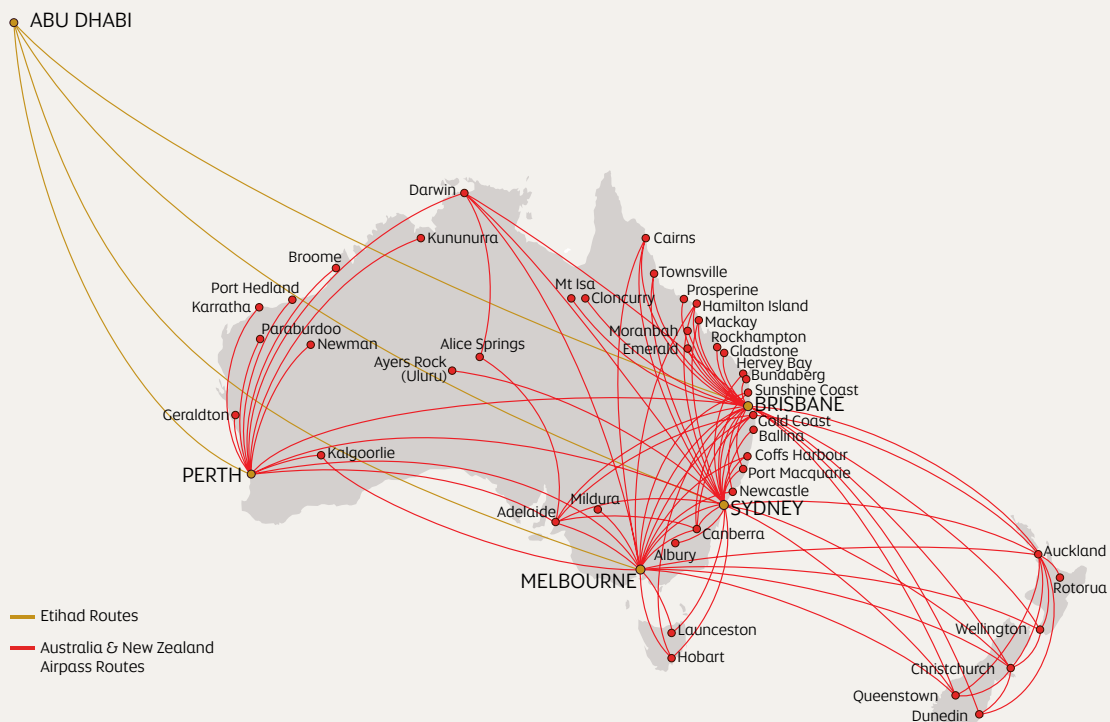 ABU DHABI
Darwin
Kununurra
Cairns
Broome
Townsville
Mt Isa
Cloncurry
Port Hedland
Prosperine
Karratha
Hamilton Island
Mackay
Paraburdoo
Moranbah
Rockhampton
Newman
Alice Springs
Emerald
Gladstone
Ayers Rock
(Uluru)
Hervey Bay
Bundaberg
Sunshine Coast
BRISBANE
Geraldton
Gold Coast
Ballina
Kalgoorlie
Coffs Harbour
PERTH
Port Macquarie
Newcastle
Mildura
SYDNEY
Adelaide
Canberra
Albury
Auckland
MELBOURNE
Rotorua
Etihad Routes
Launceston
Wellington
Australia & New Zealand
Airpass Routes
Hobart
Christchurch
Queenstown
Dunedin